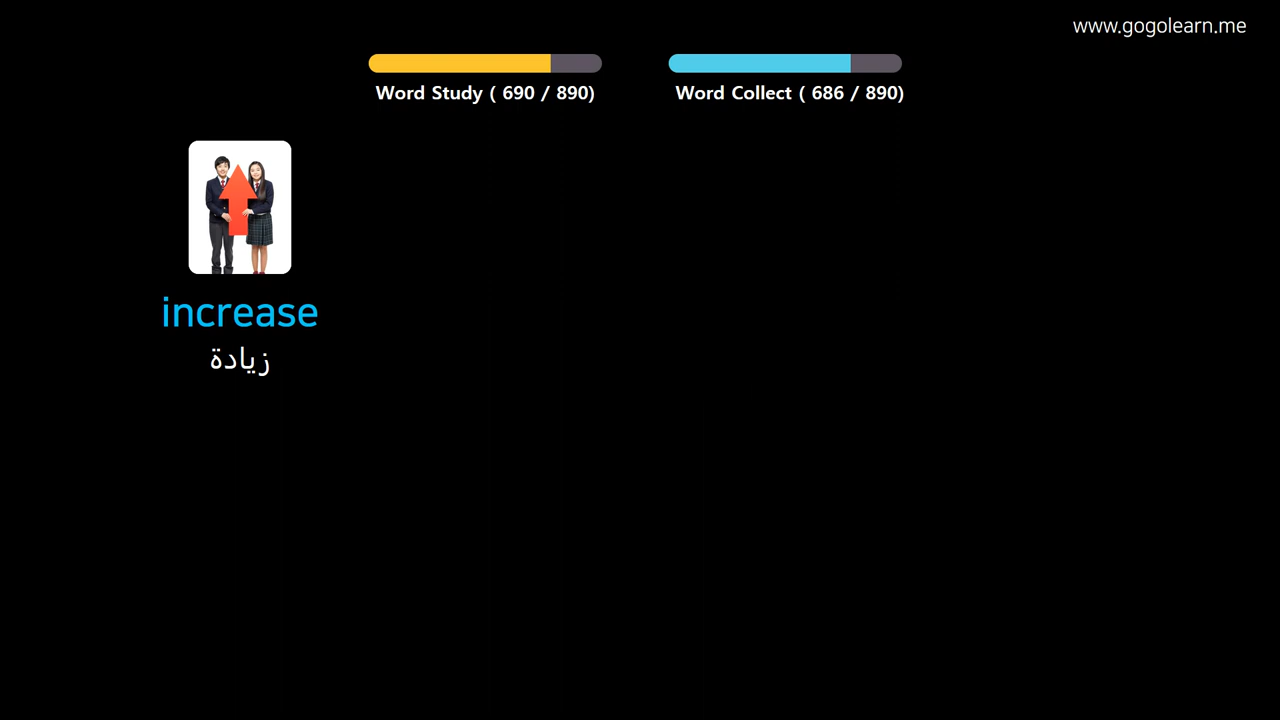 www.gogolearn.me
Word Study ( 690 / 890)
Word Collect ( 686 / 890)
increase
زيادة